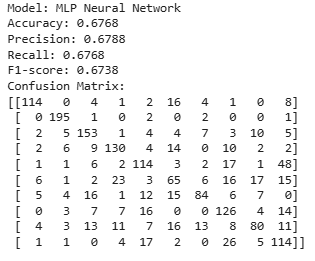 Model: MLP Neural Network
Accuracy: 0.6768
Precision: 0.6788
Recall: 0.6768
F1-score: 0.6738
Confusion Matrix:
[[114   0   4   1   2  16   4   1   0   8]
 [  0 195   1   0   2   0   2   0   0   1]
 [  2   5 153   1   4   4   7   3  10   5]
 [  2   6   9 130   4  14   0  10   2   2]
 [  1   1   6   2 114   3   2  17   1  48]
 [  6   1   2  23   3  65   6  16  17  15]
 [  5   4  16   1  12  15  84   6   7   0]
 [  0   3   7   7  16   0   0 126   4  14]
 [  4   3  13  11   7  16  13   8  80  11]
 [  1   1   0   4  17   2   0  26   5 114]]